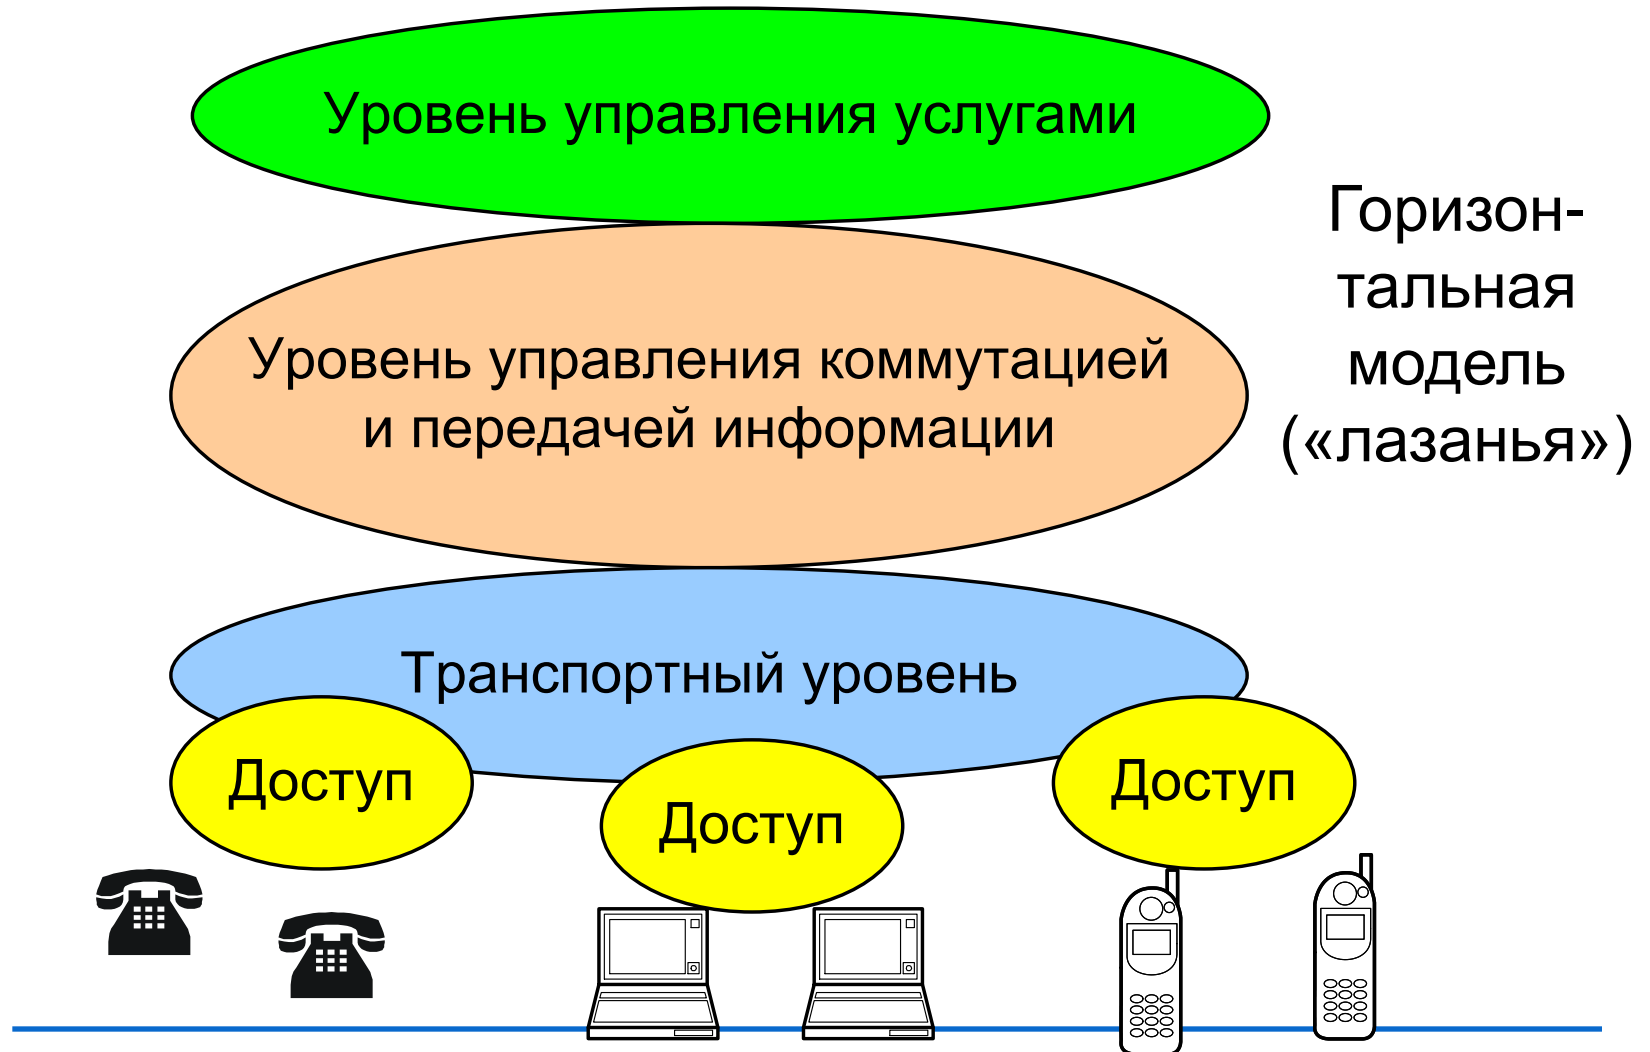 Уровень управления услугами
Горизон-
тальная
модель
(«лазанья»)
Уровень управления коммутацией
и передачей информации
Транспортный уровень
Доступ
Доступ
Доступ